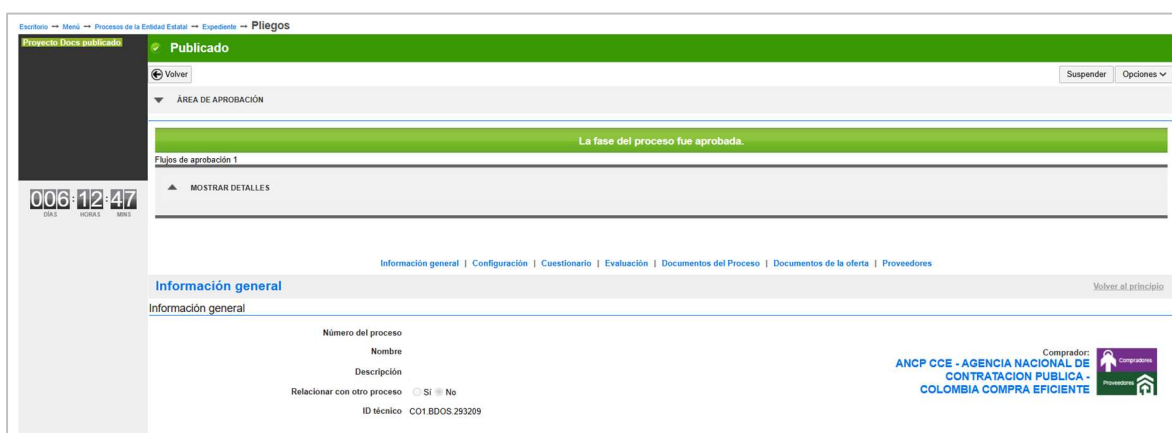 Escritorio → Menú → Procesos de la Entidad Estatal → Expediente → Pliegos
Proyecto Docs publicado
Publicado
Volver
Suspender
Opciones
ÁREA DE APROBACIÓN
La fase del proceso fue aprobada.
Flujos de aprobación 1
MOSTRAR DETALLES
006:12:47
DÍAS HORAS MINS
Información general | Configuración | Cuestionario | Evaluación | Documentos del Proceso | Documentos de la oferta | Proveedores
Información general
Volver al principio
Información general
Número del proceso
Nombre
Descripción
Relacionar con otro proceso Sí No
ID técnico CO1.BDOS.293209
Comprador:
ANCP CCE - AGENCIA NACIONAL DE
CONTRATACION PUBLICA -
COLOMBIA COMPRA EFICIENTE
Compradores
Proveedores